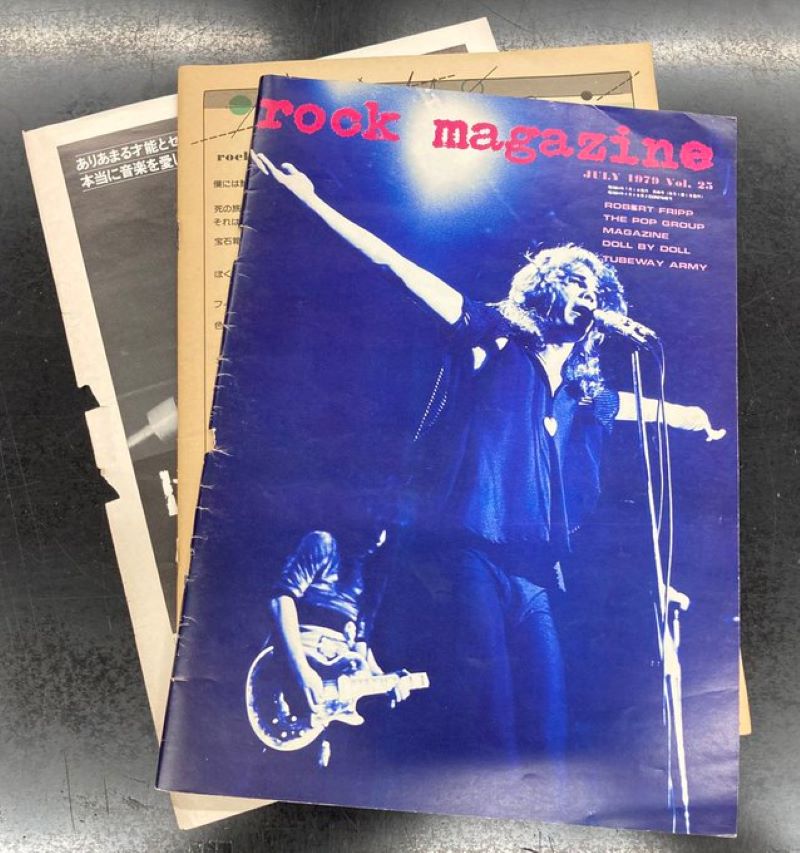 rock magazine
JULY 1979 Vol. 25
ROBERT FRIPP
THE POP GROUP
MAGAZINE
DOLL BY DOLL
TUBEWAY ARMY
ありあまる才能とセ
本当に音楽を愛し
rock
僕には
死の旅
それは
宝石
ぼく
フ
色